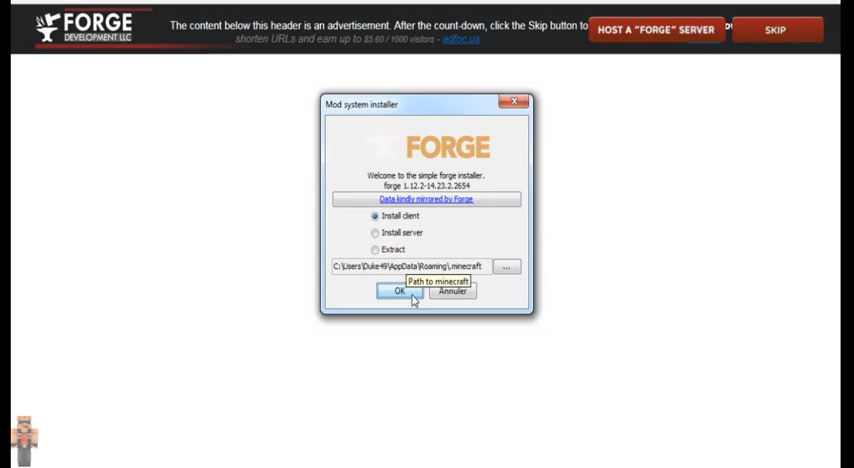 FORGE
DEVELOPMENT LLC
The content below this header is an advertisement. After the count-down, click the Skip button to
shorten URLs and earn up to $5.60 / 1000 visitors - adfoc.us
HOST A "FORGE" SERVER
SKIP
Mod system installer
FORGE
Welcome to the simple forge installer.
forge 1.12.2-14.23.2.2654
Data kindly mirrored by Forge
Install client
Install server
Extract
C:\Users\Duke49\AppData\Roaming\.minecraft
...
Path to minecraft
OK
Annuler